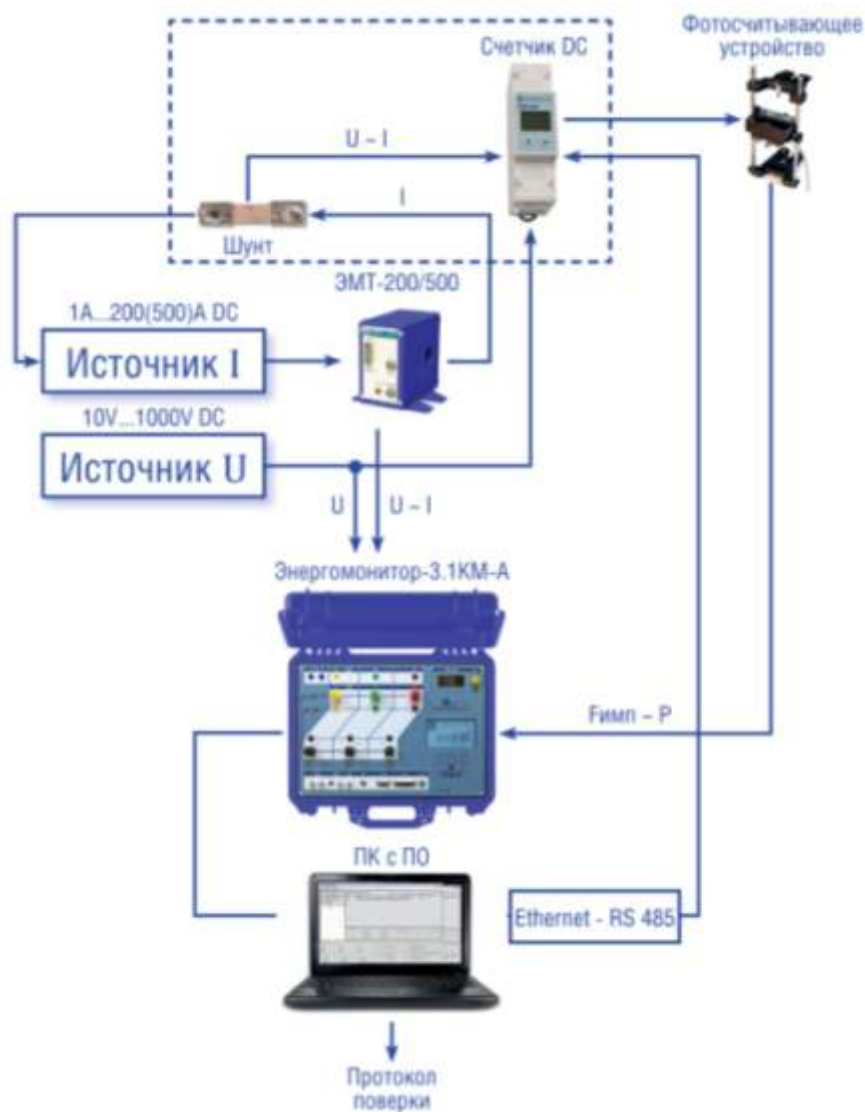 Фотосчитывающее
устройство
Счетчик DC
U ~ I
I
Шунт
ЭМТ-200/500
1A...200(500)A DC
Источник I
10V...1000V DC
Источник U
U
U ~ I
Энергомонитор-3.1КМ-А
Fимп ~ P
ПК с ПО
Ethernet - RS 485
Протокол
поверки